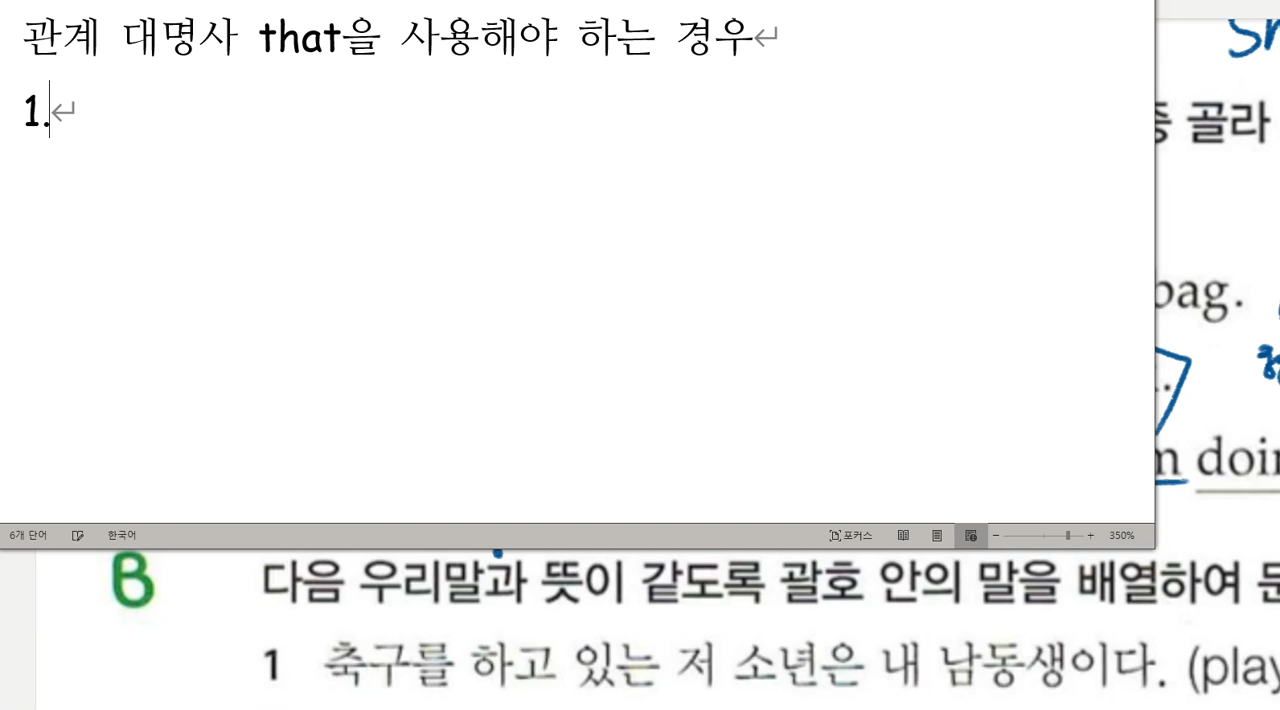 관계 대명사 that을 사용해야 하는 경우
1.
골라
bag.
6개 단어 한국어 포커스 350%
B 다음 우리말과 뜻이 같도록 괄호 안의 말을 배열하여
1 축구를 하고 있는 저 소년은 내 남동생이다. (play